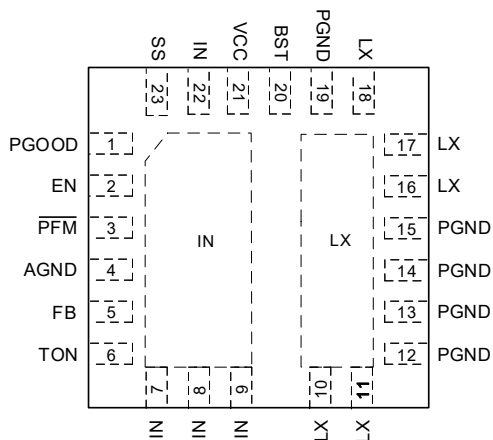 SS
IN
VCC
BST
PGND
LX
23
22
21
20
19
18
PGOOD 1
EN 2
PFM 3
AGND 4
FB 5
TON 6
IN
LX
17 LX
16 LX
15 PGND
14 PGND
13 PGND
12 PGND
7
8
9
10
11
IN
IN
IN
LX
LX